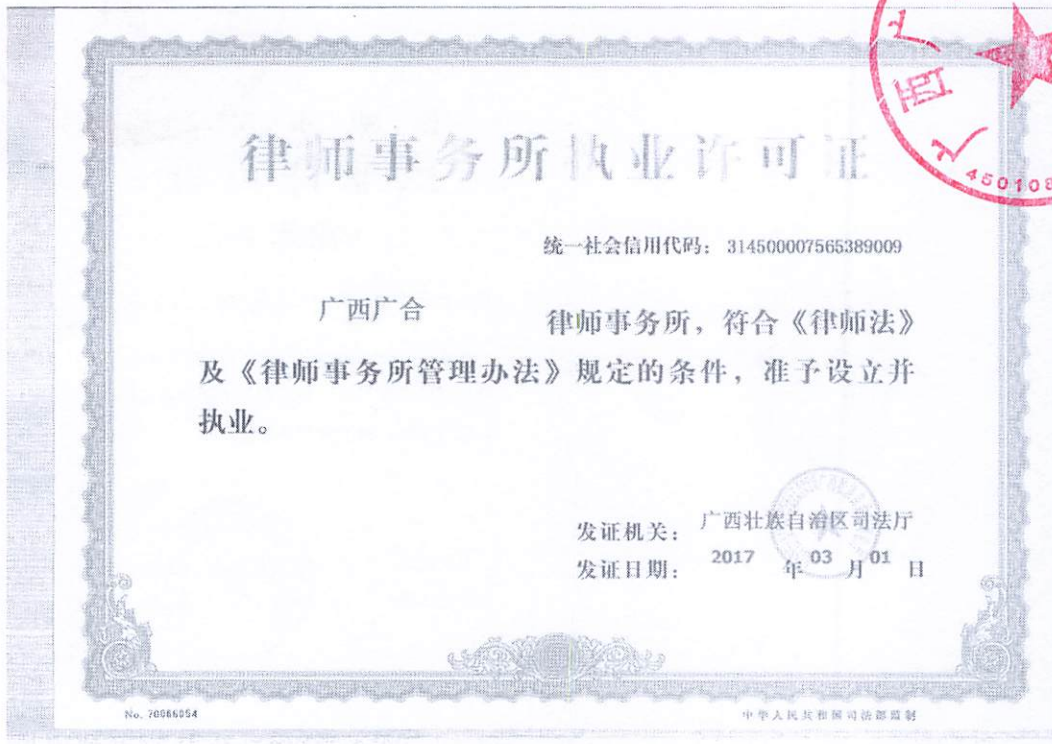 律师事务所执业许可证
统一社会信用代码： 314500007565389009
广西广合 律师事务所，符合《律师法》
及《律师事务所管理办法》规定的条件，准予设立并
执业。
发证机关： 广西壮族自治区司法厅
发证日期： 2017 年 03 月 01 日
No. 70066054
中华人民共和国司法部监制
450108